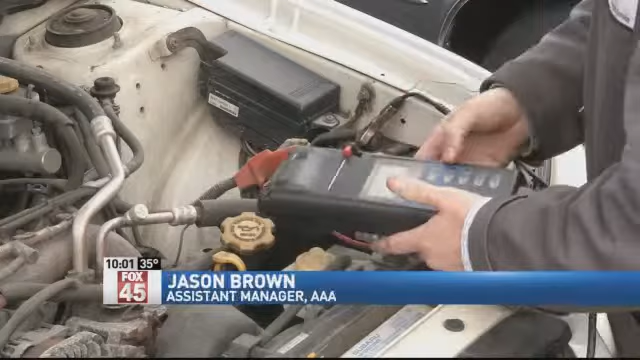 10:01 35°
FOX
45
JASON BROWN
ASSISTANT MANAGER, AAA